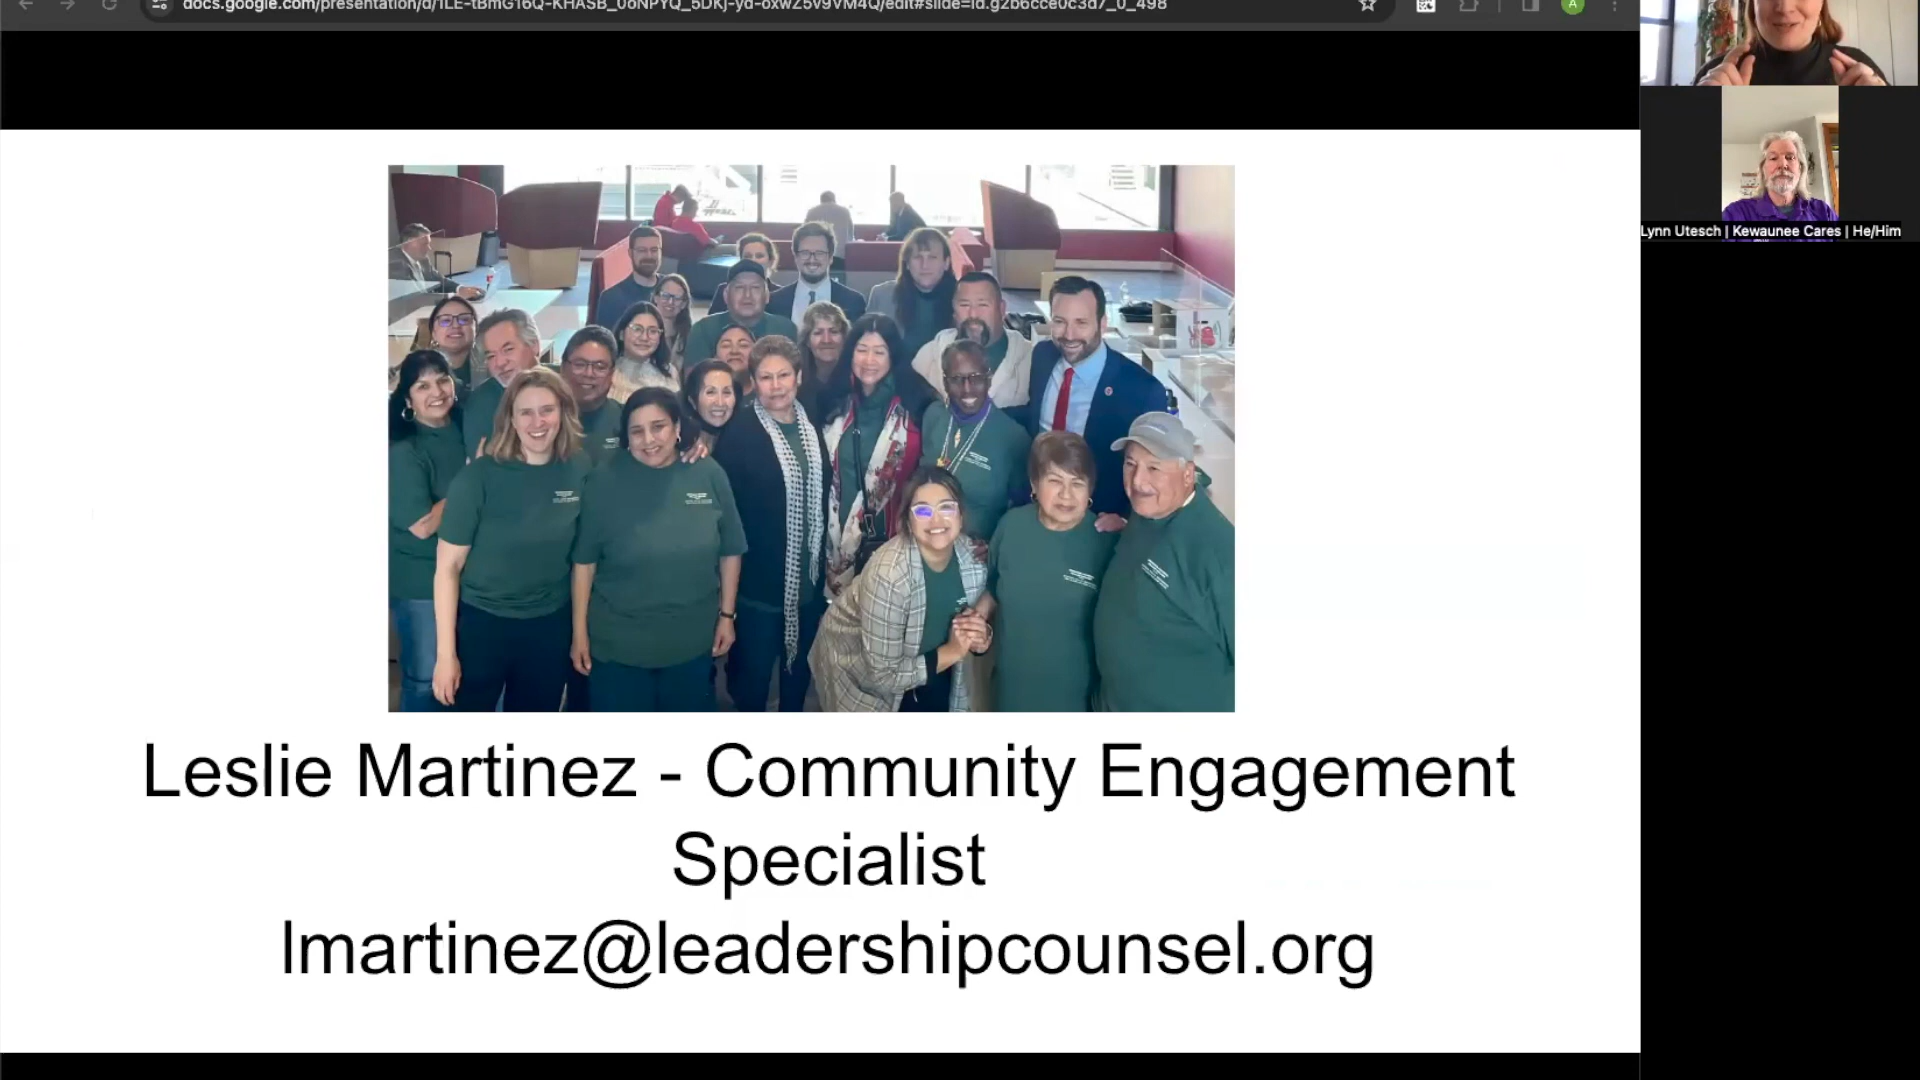 Lynn Utesch | Kewaunee Cares | He/Him
Leslie Martinez - Community Engagement
Specialist
lmartinez@leadershipcounsel.org